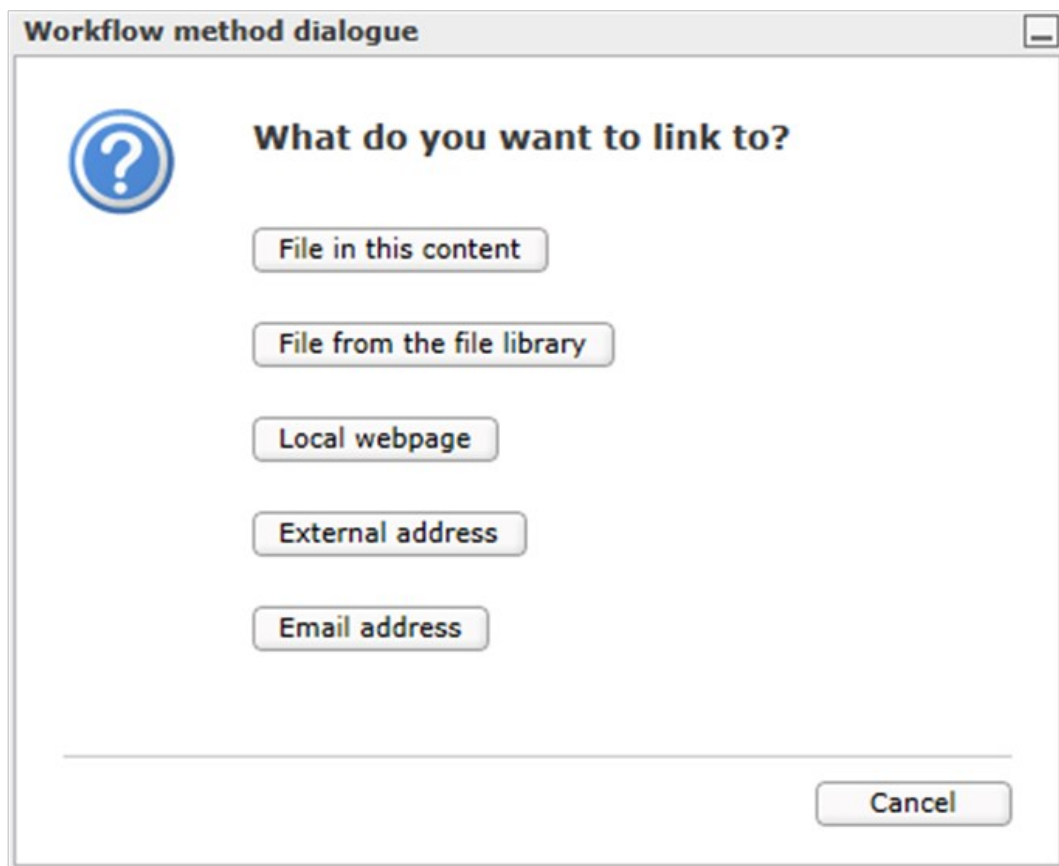 Workflow method dialogue
What do you want to link to?
File in this content
File from the file library
Local webpage
External address
Email address
Cancel